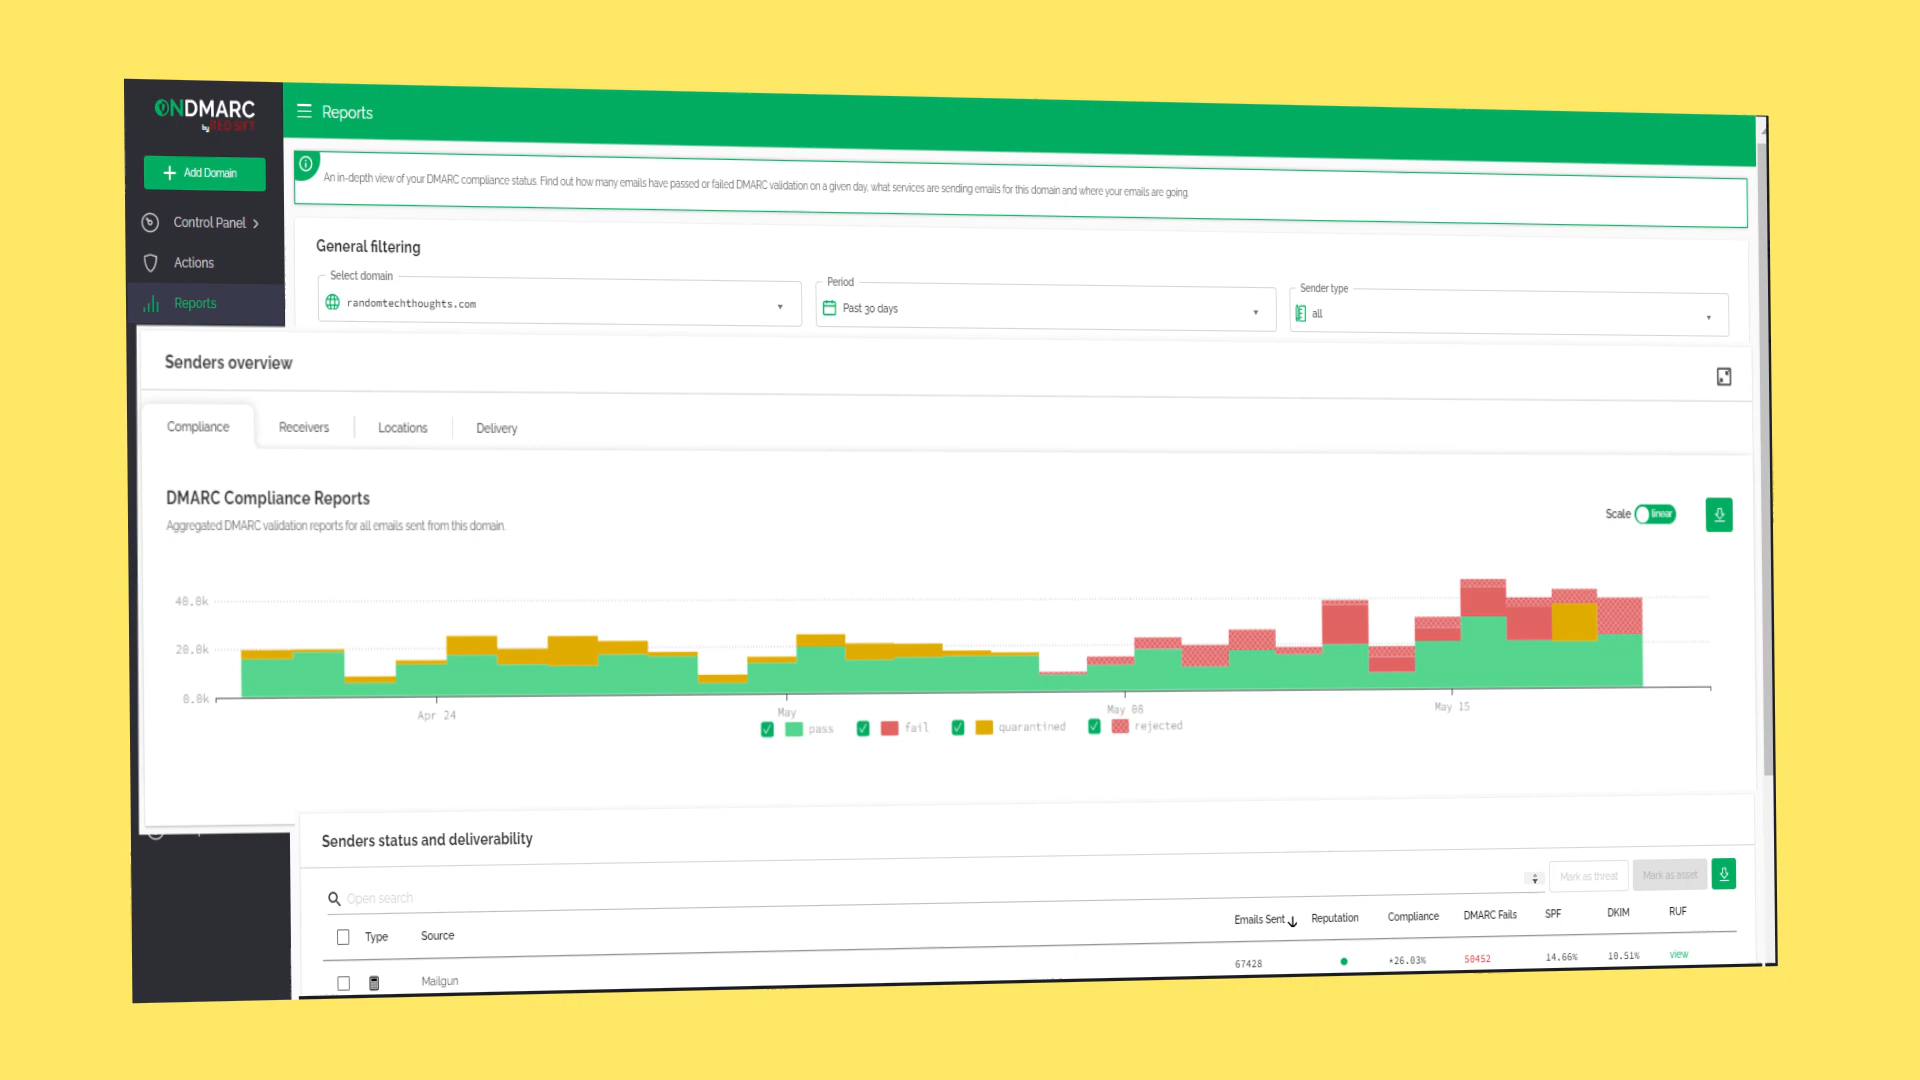 ONDMARC
by RED SIFT
Reports
Add Domain
An in-depth view of your DMARC compliance status. Find out how many emails have passed or failed DMARC validation on a given day, what services are sending emails for this domain and where your emails are going.
Control Panel
Actions
Reports
General filtering
Select domain
randomtechthoughts.com
Period
Past 30 days
Sender type
all
Senders overview
Compliance Receivers Locations Delivery
DMARC Compliance Reports
Aggregated DMARC validation reports for all emails sent from this domain.
Scale linear
40.0k
20.0k
0.0k
Apr 24 May May 08 May 15
pass fail quarantined rejected
Senders status and deliverability
Open search
Mark as threat Mark as asset
Type Source Emails Sent Reputation Compliance DMARC Fails SPF DKIM RUF
Mailgun 67428 *26.03% 50452 14.66% 10.51% view